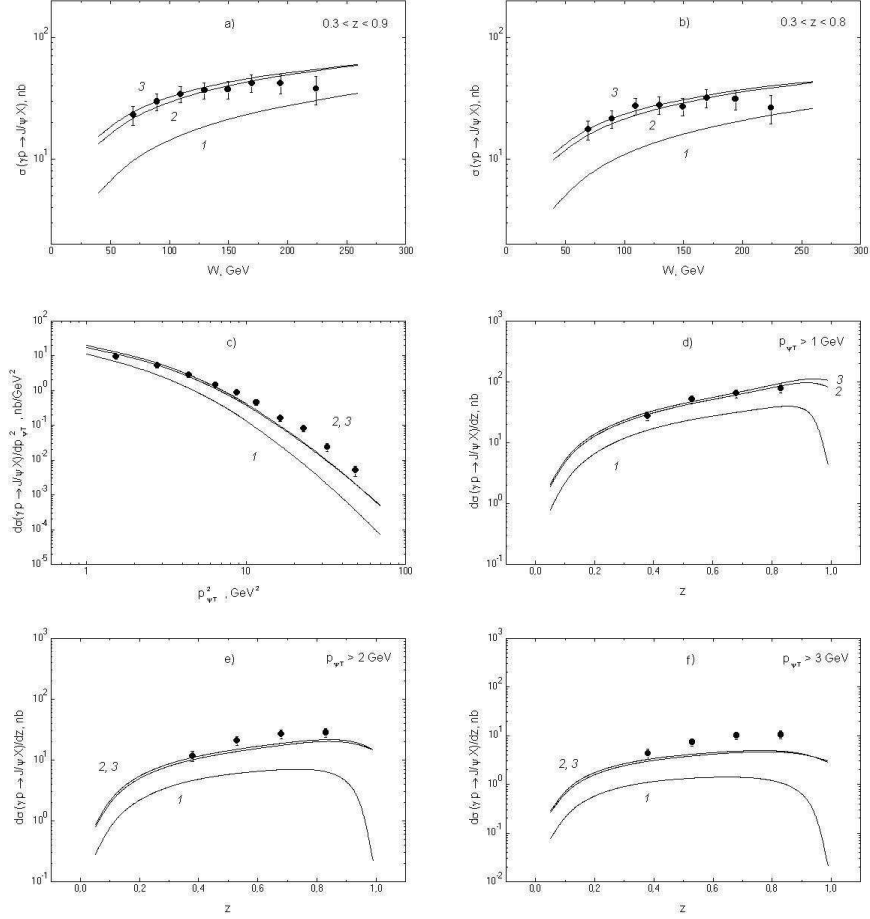 a)
0.3 < z < 0.9
10²
10¹
σ(γp → J/ψ X), nb
3
2
1
0 50 100 150 200 250 300
W, GeV
b)
0.3 < z < 0.8
10²
10¹
σ(γp → J/ψ X), nb
3
2
1
0 50 100 150 200 250 300
W, GeV
c)
10² 10¹ 10⁰ 10⁻¹ 10⁻² 10⁻³ 10⁻⁴ 10⁻⁵
dσ(γp → J/ψ X)/dp²ψT, nb/GeV²
2, 3
1
1 10 100
p²ψT, GeV²
d)
pψT > 1 GeV
10³ 10² 10¹ 10⁰ 10⁻¹
dσ(γp → J/ψ X)/dz, nb
3
2
1
0,0 0,2 0,4 0,6 0,8 1,0
z
e)
pψT > 2 GeV
10³ 10² 10¹ 10⁰ 10⁻¹
dσ(γp → J/ψ X)/dz, nb
2, 3
1
0,0 0,2 0,4 0,6 0,8 1,0
z
f)
pψT > 3 GeV
10³ 10² 10¹ 10⁰ 10⁻¹ 10⁻²
dσ(γp → J/ψ X)/dz, nb
2, 3
1
0,0 0,2 0,4 0,6 0,8 1,0
z